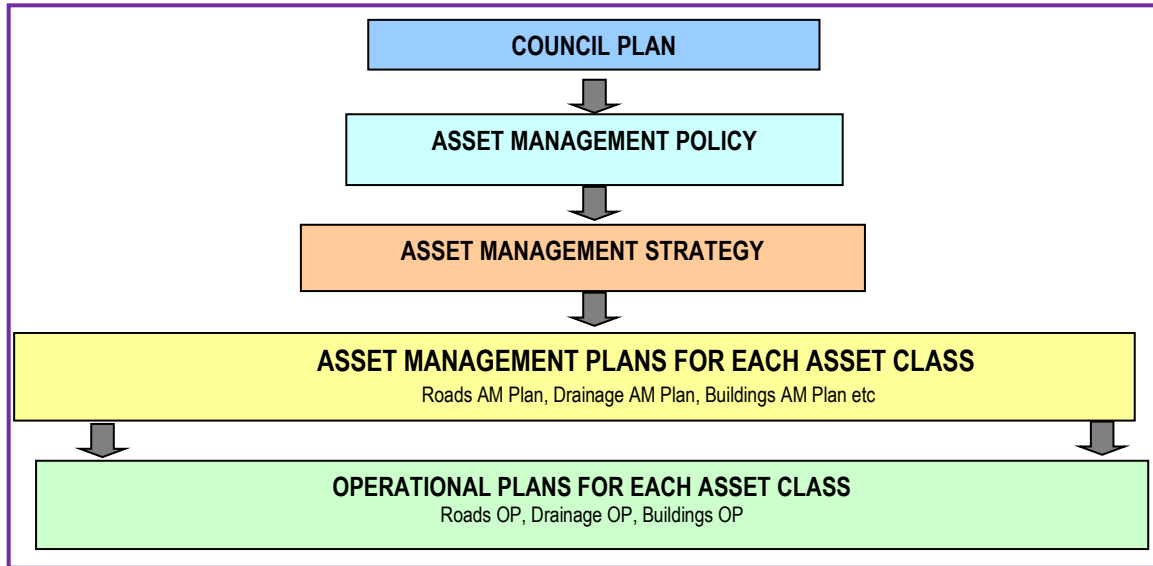 COUNCIL PLAN
ASSET MANAGEMENT POLICY
ASSET MANAGEMENT STRATEGY
ASSET MANAGEMENT PLANS FOR EACH ASSET CLASS
Roads AM Plan, Drainage AM Plan, Buildings AM Plan etc
OPERATIONAL PLANS FOR EACH ASSET CLASS
Roads OP, Drainage OP, Buildings OP